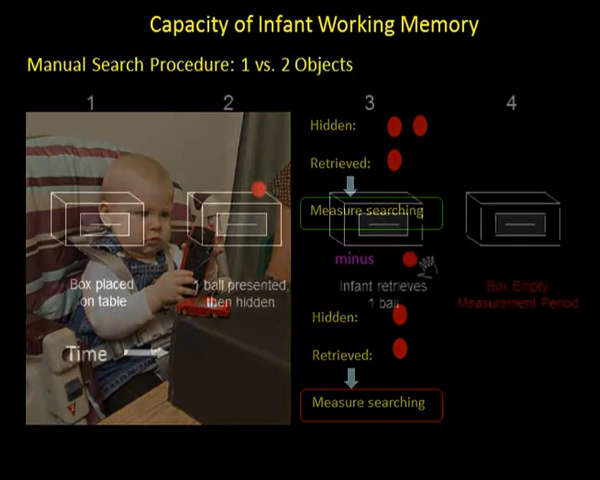 Capacity of Infant Working Memory
Manual Search Procedure: 1 vs. 2 Objects
1
2
3
4
Hidden:
Retrieved:
Measure searching
minus
Box placed
on table
1 ball presented,
then hidden
Infant retrieves
1 ball
Box Empty
Measurement Period
Hidden:
Time
Retrieved:
Measure searching